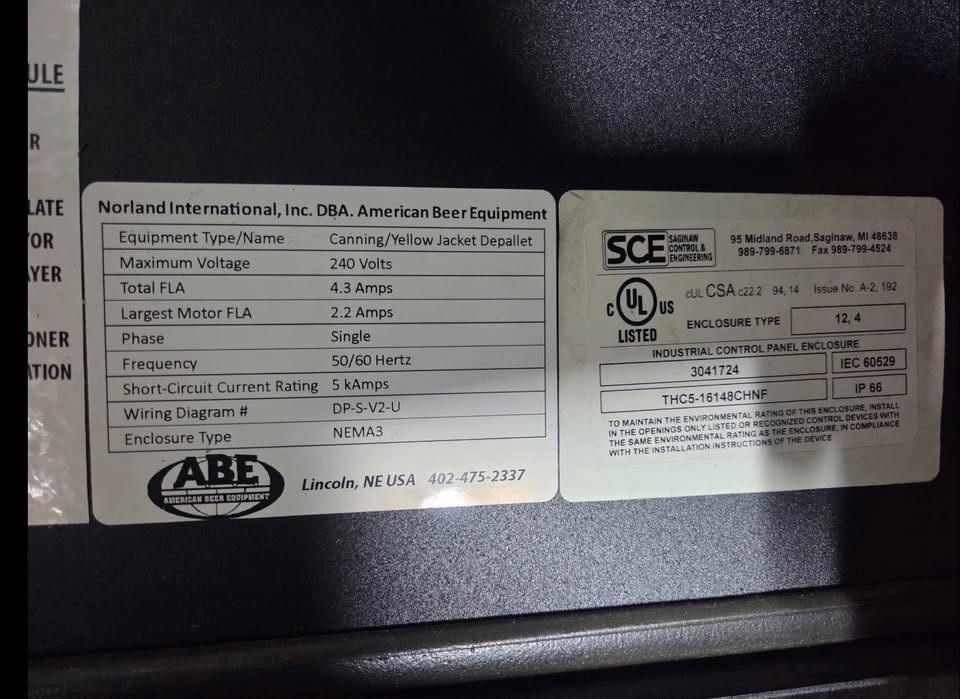 ULE
R
LATE
OR
AYER
ONER
ATION
Norland International, Inc. DBA. American Beer Equipment
Equipment Type/Name Canning/Yellow Jacket Depallet
Maximum Voltage 240 Volts
Total FLA 4.3 Amps
Largest Motor FLA 2.2 Amps
Phase Single
Frequency 50/60 Hertz
Short-Circuit Current Rating 5 kAmps
Wiring Diagram # DP-S-V2-U
Enclosure Type NEMA3
ABE
AMERICAN BEER EQUIPMENT
Lincoln, NE USA 402-475-2337
SCE SAGINAW
CONTROL &
ENGINEERING
95 Midland Road, Saginaw, MI 48638
989-799-6871 Fax 989-799-4524
C UL US
LISTED
cUL CSA c22.2 94, 14 Issue No. A-2, 192
ENCLOSURE TYPE 12, 4
INDUSTRIAL CONTROL PANEL ENCLOSURE
3041724 IEC 60529
THC5-16148CHNF IP 66
TO MAINTAIN THE ENVIRONMENTAL RATING OF THIS ENCLOSURE, INSTALL
IN THE OPENINGS ONLY LISTED OR RECOGNIZED CONTROL DEVICES WITH
THE SAME ENVIRONMENTAL RATING AS THE ENCLOSURE, IN COMPLIANCE
WITH THE INSTALLATION INSTRUCTIONS OF THE DEVICE